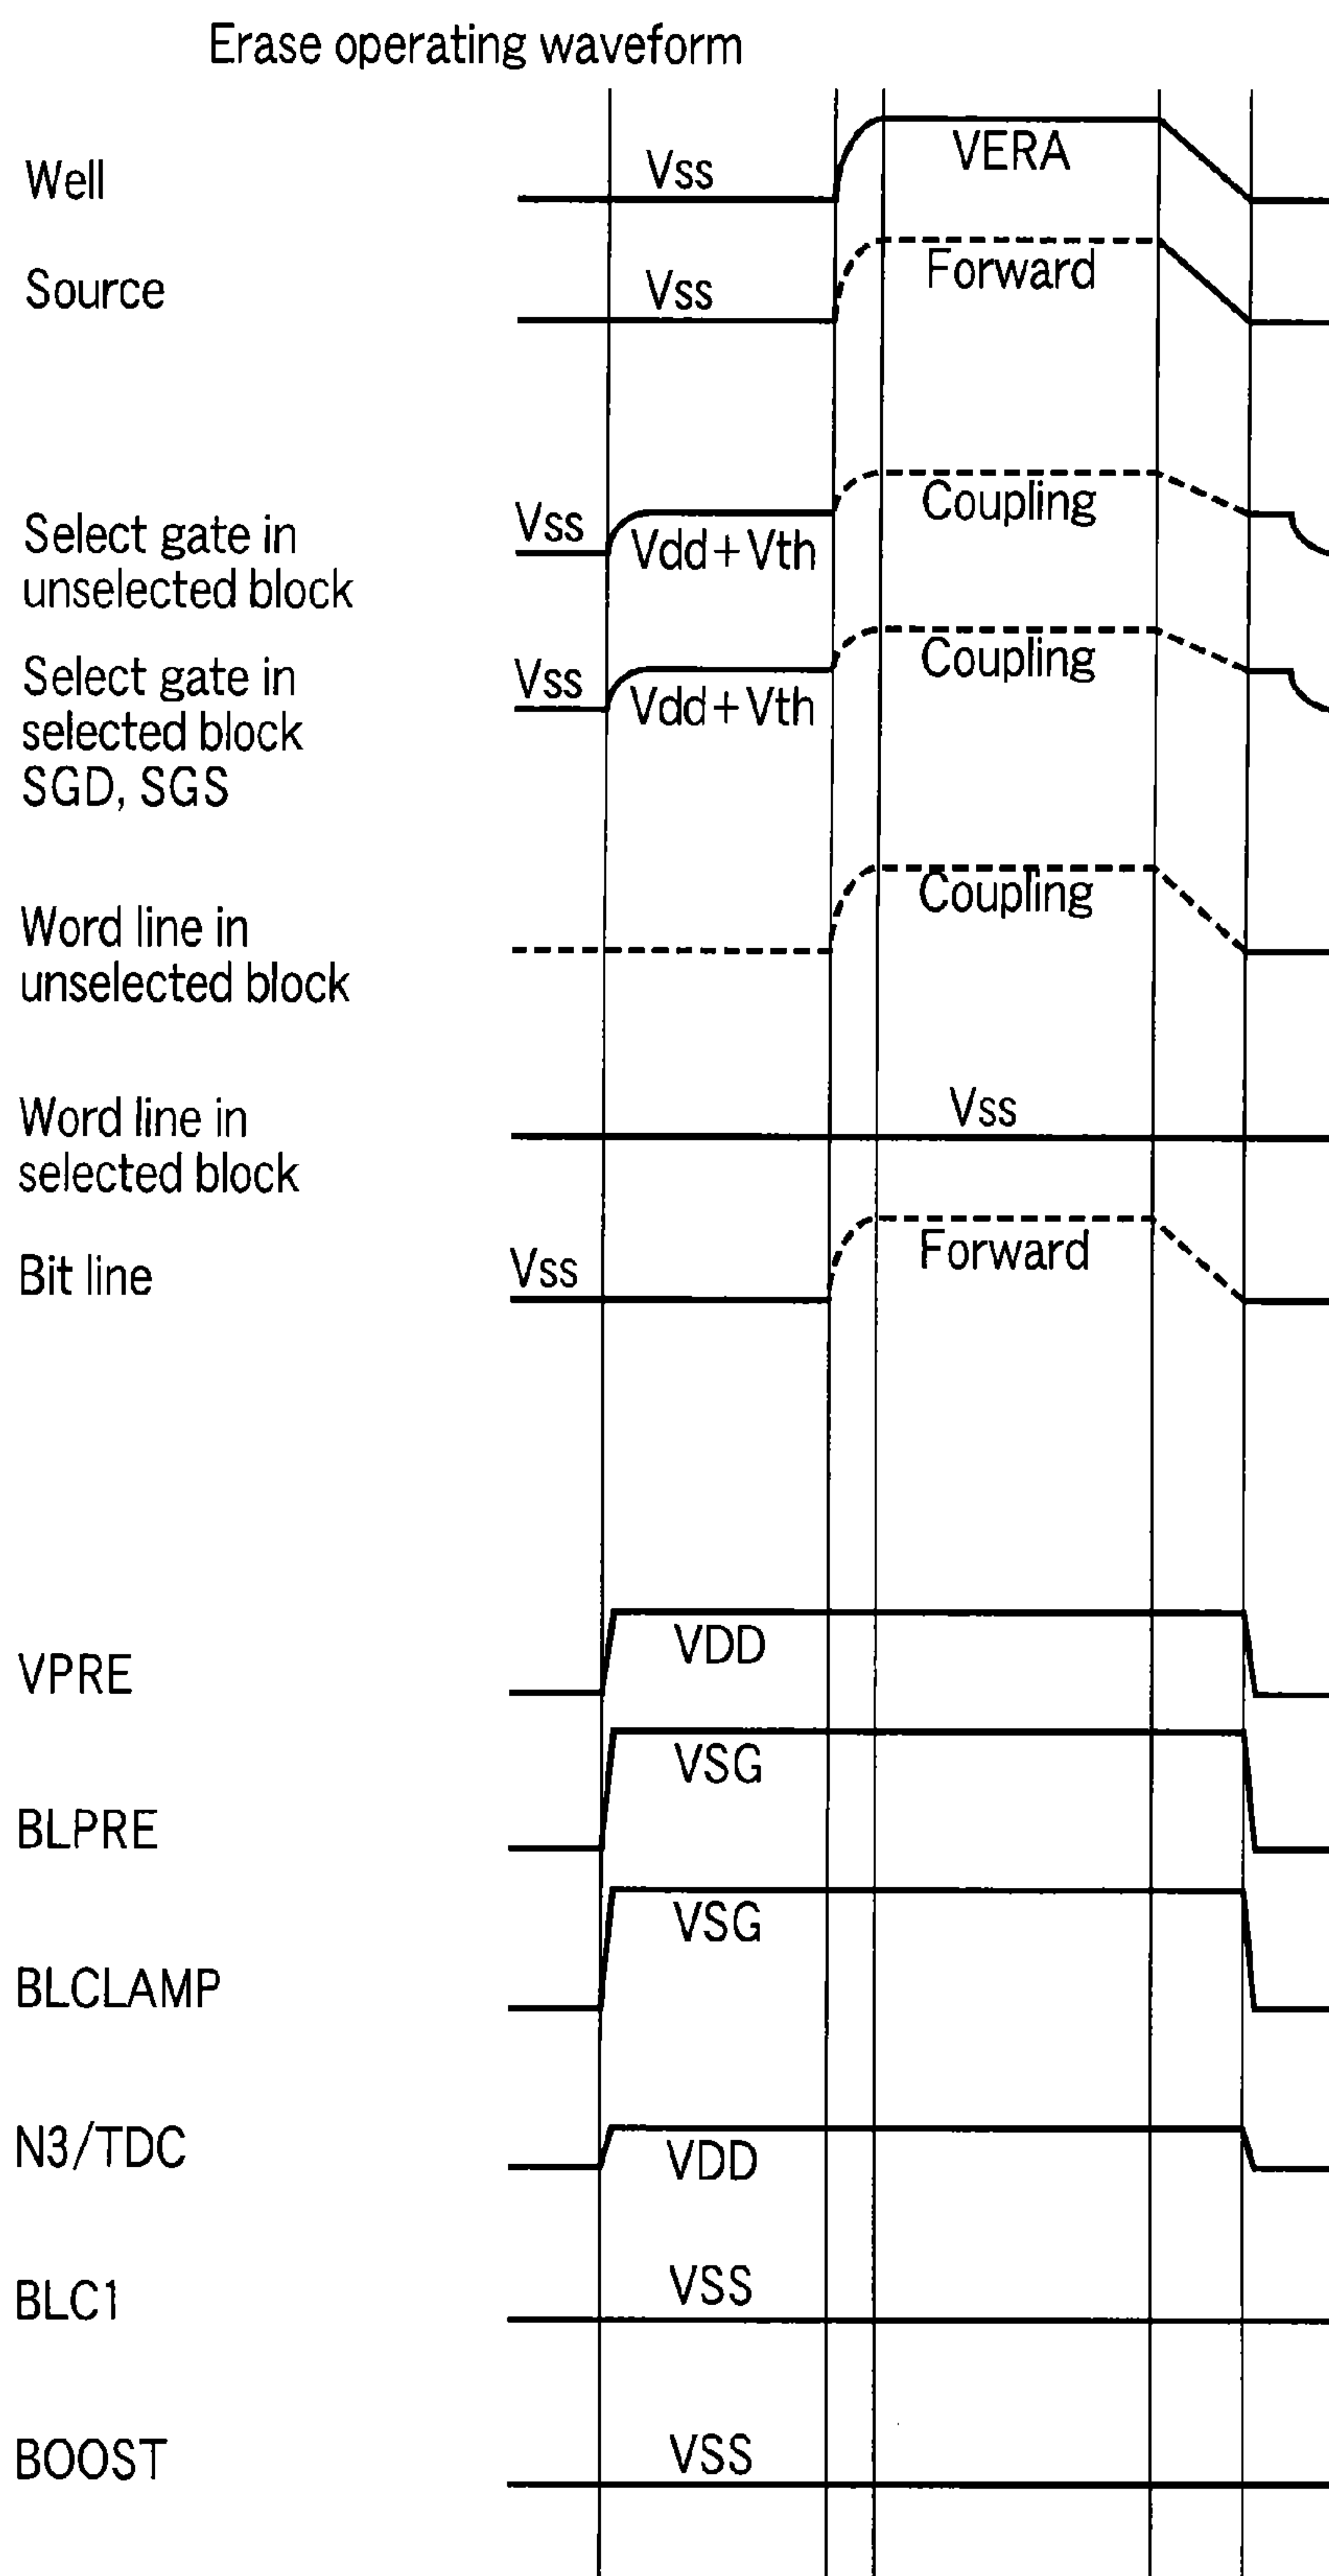 Erase operating waveform
Well
Vss
VERA
Source
Vss
Forward
Select gate in
unselected block
Vss
Vdd+Vth
Coupling
Select gate in
selected block
SGD, SGS
Vss
Vdd+Vth
Coupling
Word line in
unselected block
Coupling
Word line in
selected block
Vss
Bit line
Vss
Forward
VPRE
VDD
BLPRE
VSG
BLCLAMP
VSG
N3/TDC
VDD
BLC1
VSS
BOOST
VSS